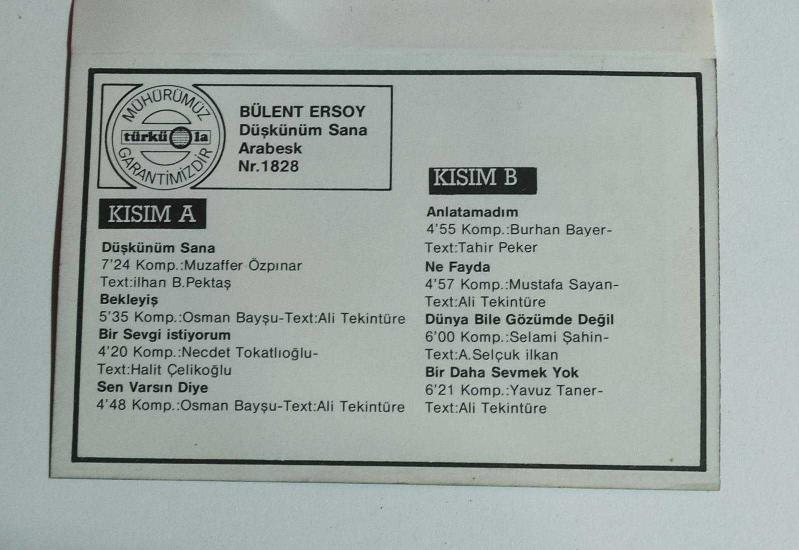 MÜHÜRÜMÜZ
türküola
GARANTİMİZDİR
BÜLENT ERSOY
Düşkünüm Sana
Arabesk
Nr.1828
KISIM A
Düşkünüm Sana
7'24 Komp.:Muzaffer Özpınar
Text:ilhan B.Pektaş
Bekleyiş
5'35 Komp.:Osman Bayşu-Text:Ali Tekintüre
Bir Sevgi istiyorum
4'20 Komp.:Necdet Tokatlıoğlu-
Text:Halit Çelikoğlu
Sen Varsın Diye
4'48 Komp.:Osman Bayşu-Text:Ali Tekintüre
KISIM B
Anlatamadım
4'55 Komp.:Burhan Bayer-
Text:Tahir Peker
Ne Fayda
4'57 Komp.:Mustafa Sayan-
Text:Ali Tekintüre
Dünya Bile Gözümde Değil
6'00 Komp.:Selami Şahin-
Text:A.Selçuk ilkan
Bir Daha Sevmek Yok
6'21 Komp.:Yavuz Taner-
Text:Ali Tekintüre